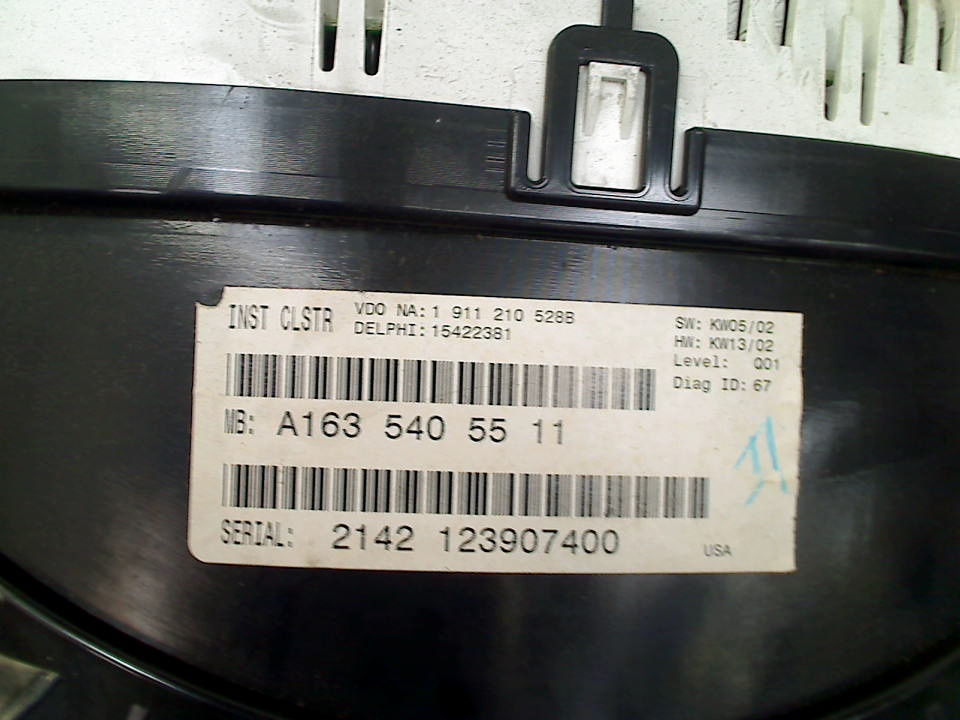 INST CLSTR
VDO NA: 1 911 210 528B
DELPHI: 15422381
SW: KW05/02
HW: KW13/02
Level: Q01
Diag ID: 67
MB: A163 540 55 11
SERIAL: 2142 123907400
USA